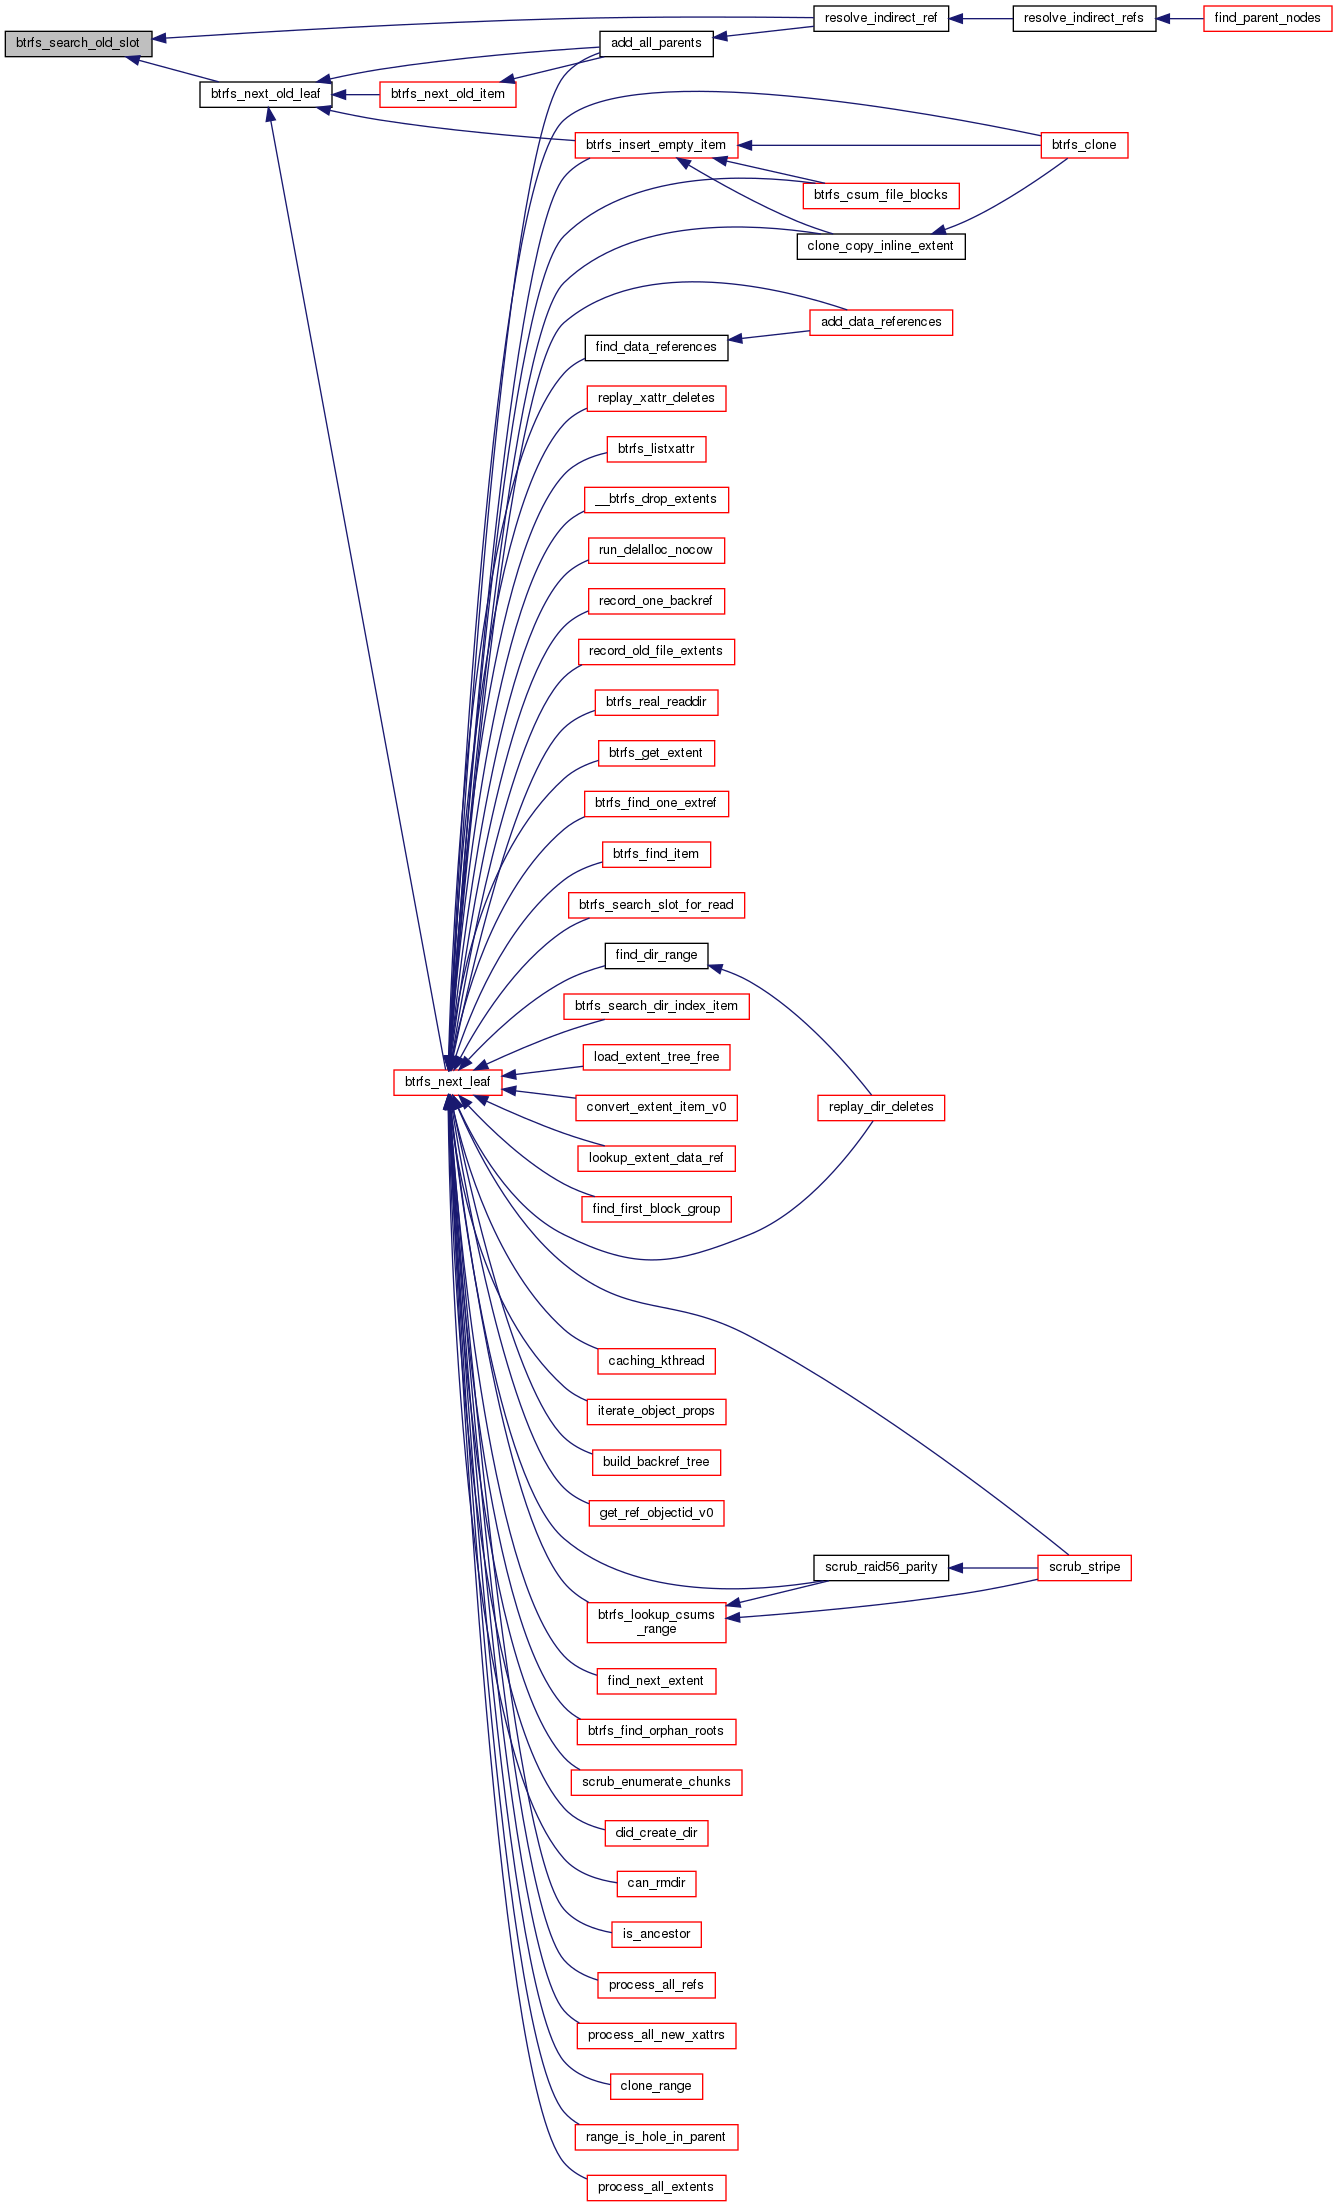 resolve_indirect_ref
resolve_indirect_refs
find_parent_nodes
btrfs_search_old_slot
add_all_parents
btrfs_next_old_leaf
btrfs_next_old_item
btrfs_insert_empty_item
btrfs_clone
btrfs_csum_file_blocks
clone_copy_inline_extent
add_data_references
find_data_references
replay_xattr_deletes
btrfs_listxattr
__btrfs_drop_extents
run_delalloc_nocow
record_one_backref
record_old_file_extents
btrfs_real_readdir
btrfs_get_extent
btrfs_find_one_extref
btrfs_find_item
btrfs_search_slot_for_read
find_dir_range
btrfs_search_dir_index_item
load_extent_tree_free
btrfs_next_leaf
convert_extent_item_v0
replay_dir_deletes
lookup_extent_data_ref
find_first_block_group
caching_kthread
iterate_object_props
build_backref_tree
get_ref_objectid_v0
scrub_raid56_parity
scrub_stripe
btrfs_lookup_csums
_range
find_next_extent
btrfs_find_orphan_roots
scrub_enumerate_chunks
did_create_dir
can_rmdir
is_ancestor
process_all_refs
process_all_new_xattrs
clone_range
range_is_hole_in_parent
process_all_extents